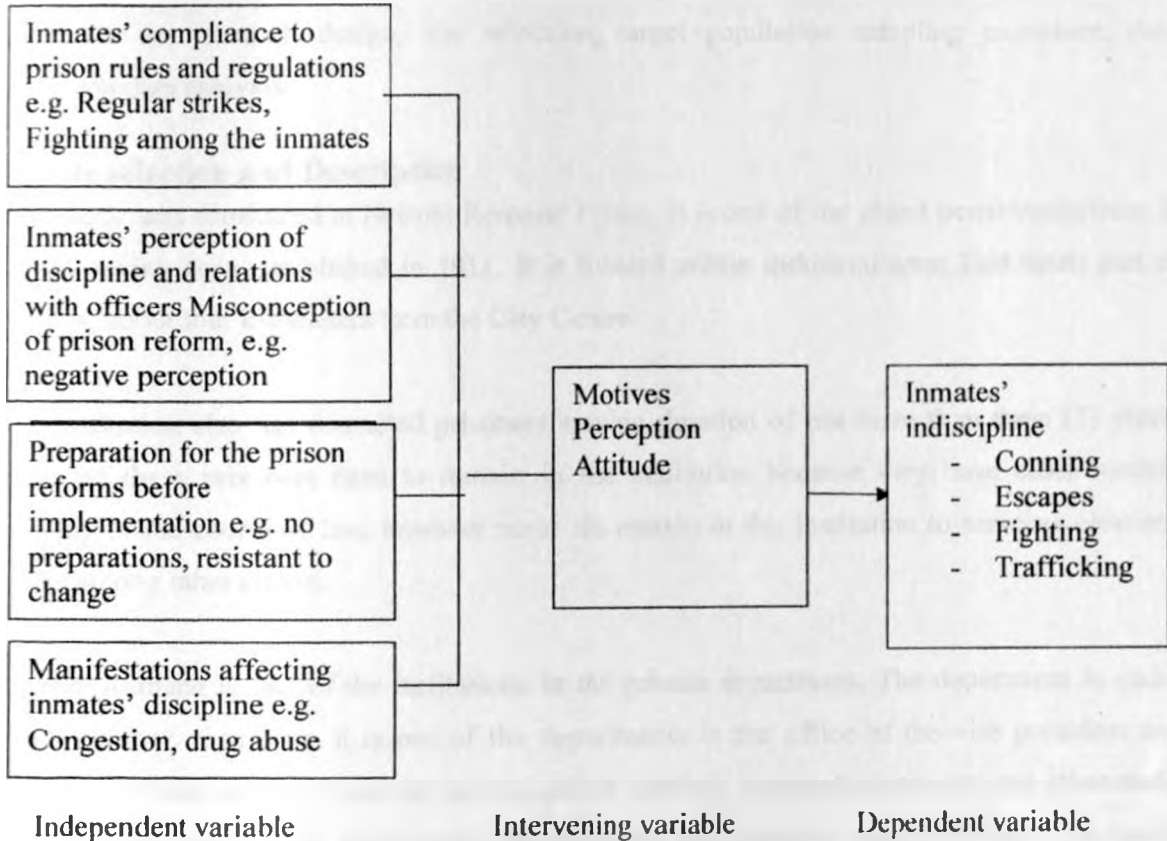 Inmates' compliance to
prison rules and regulations
e.g. Regular strikes,
Fighting among the inmates
Inmates' perception of
discipline and relations
with officers Misconception
of prison reform, e.g.
negative perception
Preparation for the prison
reforms before
implementation e.g. no
preparations, resistant to
change
Manifestations affecting
inmates' discipline e.g.
Congestion, drug abuse
Motives
Perception
Attitude
Inmates'
indiscipline
- Conning
- Escapes
- Fighting
- Trafficking
Independent variable
Intervening variable
Dependent variable